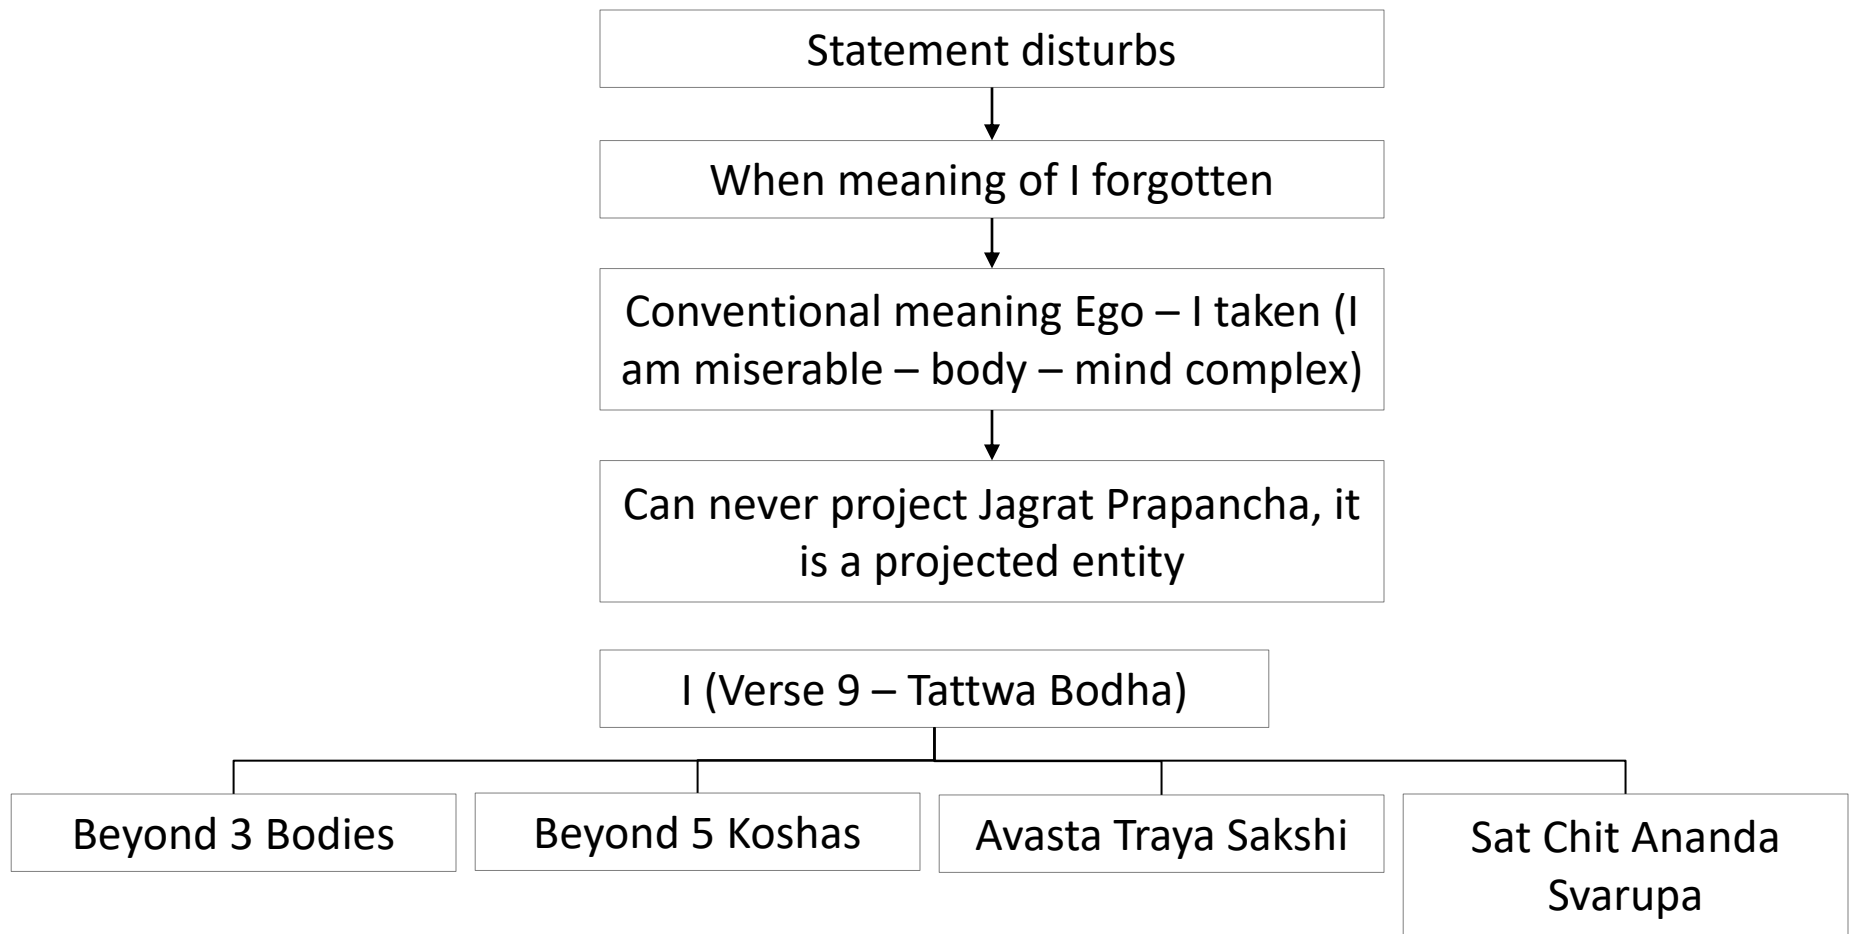 Statement disturbs
When meaning of I forgotten
Conventional meaning Ego – I taken (I
am miserable – body – mind complex)
Can never project Jagrat Prapancha, it
is a projected entity
I (Verse 9 – Tattwa Bodha)
Beyond 3 Bodies
Beyond 5 Koshas
Avasta Traya Sakshi
Sat Chit Ananda
Svarupa